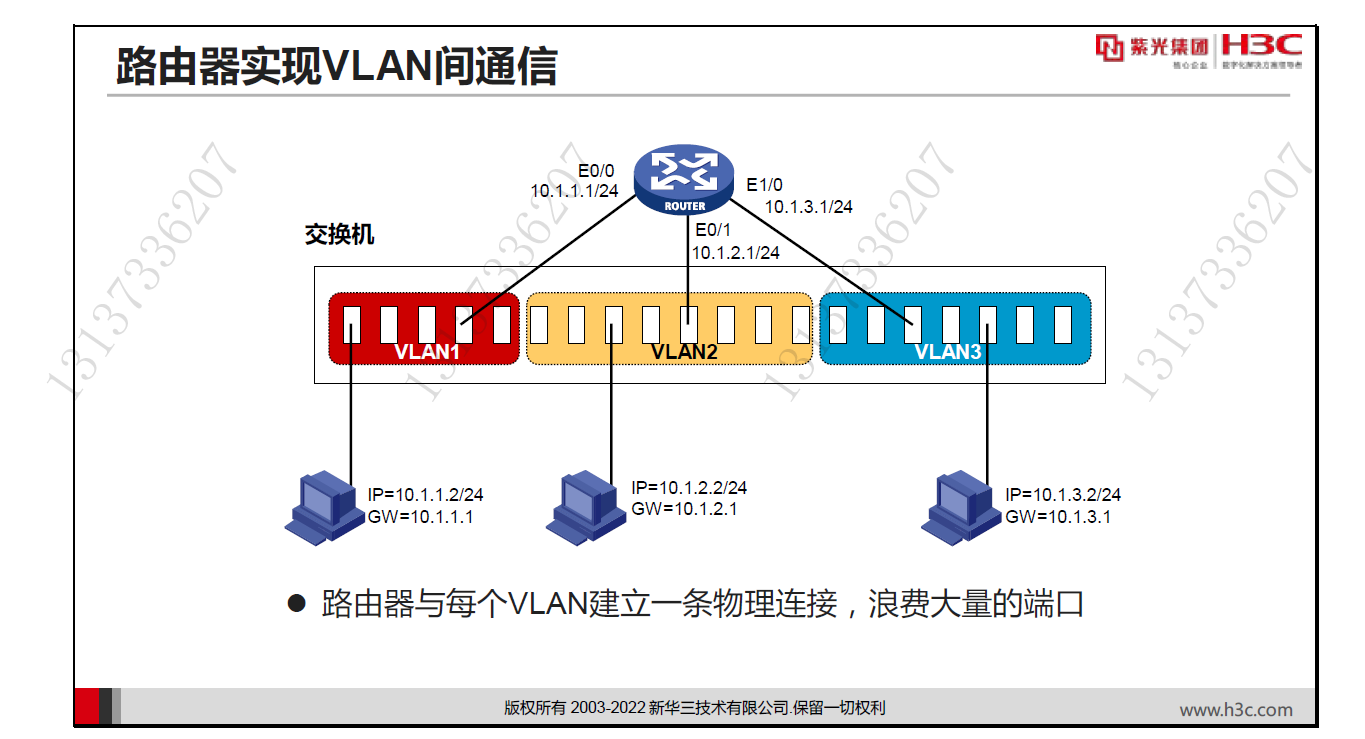 路由器实现VLAN间通信
紫光集团
核心企业
H3C
数字化解决方案领导者
E0/0
10.1.1.1/24
ROUTER
E1/0
10.1.3.1/24
E0/1
10.1.2.1/24
交换机
VLAN1
VLAN2
VLAN3
IP=10.1.1.2/24
GW=10.1.1.1
IP=10.1.2.2/24
GW=10.1.2.1
IP=10.1.3.2/24
GW=10.1.3.1
● 路由器与每个VLAN建立一条物理连接，浪费大量的端口
版权所有 2003-2022 新华三技术有限公司.保留一切权利
www.h3c.com
13137336207
13137336207
13137336207
13137336207